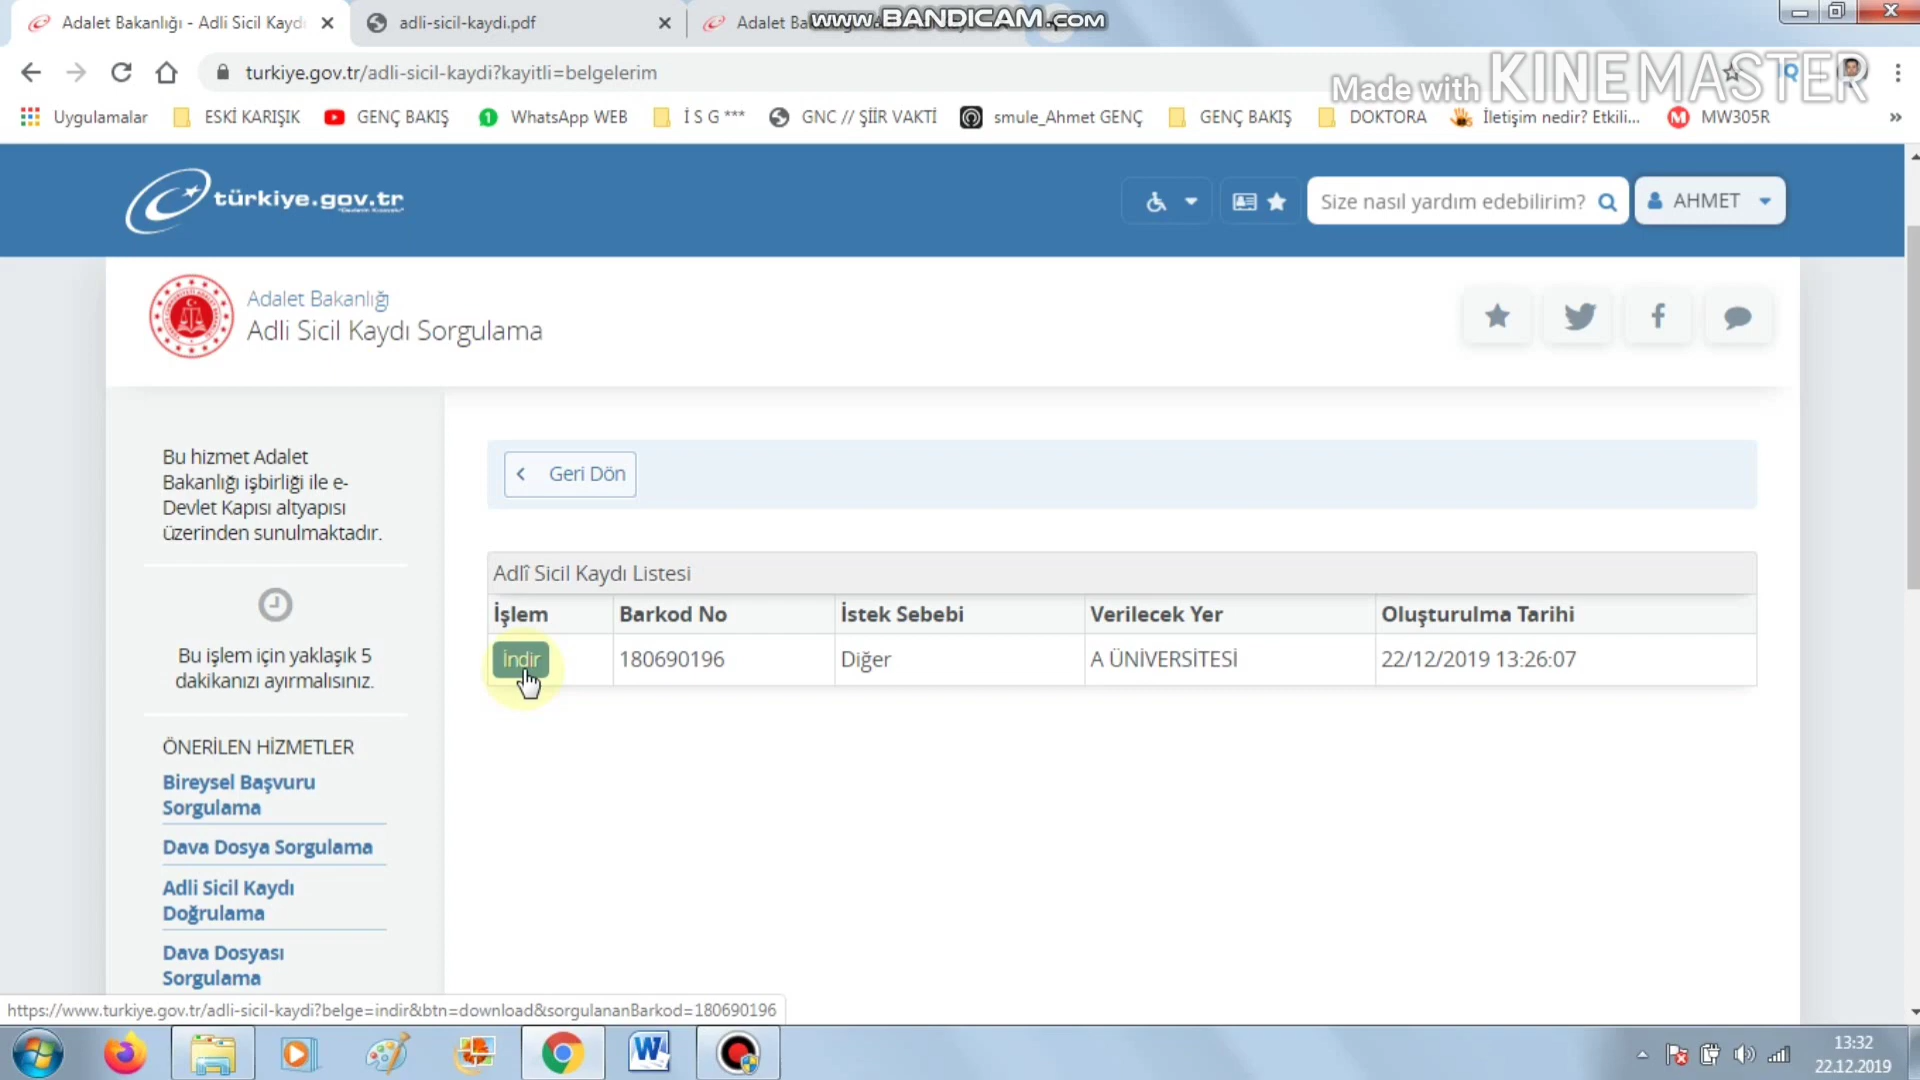 Adalet Bakanlığı - Adli Sicil Kaydı
adli-sicil-kaydi.pdf
www.BANDICAM.com
turkiye.gov.tr/adli-sicil-kaydi?kayitli=belgelerim
Made with KINEMASTER
Uygulamalar
ESKİ KARIŞIK
GENÇ BAKIŞ
WhatsApp WEB
İ S G ***
GNC // ŞİİR VAKTİ
smule_Ahmet GENÇ
GENÇ BAKIŞ
DOKTORA
İletişim nedir? Etkili...
MW305R
»
türkiye.gov.tr
Size nasıl yardım edebilirim?
AHMET
Adalet Bakanlığı
Adli Sicil Kaydı Sorgulama
Bu hizmet Adalet
Bakanlığı işbirliği ile e-
Devlet Kapısı altyapısı
üzerinden sunulmaktadır.
Bu işlem için yaklaşık 5
dakikanızı ayırmalısınız.
ÖNERİLEN HİZMETLER
Bireysel Başvuru
Sorgulama
Dava Dosya Sorgulama
Adli Sicil Kaydı
Doğrulama
Dava Dosyası
Sorgulama
Geri Dön
Adlî Sicil Kaydı Listesi
İşlem Barkod No İstek Sebebi Verilecek Yer Oluşturulma Tarihi
İndir 180690196 Diğer A ÜNİVERSİTESİ 22/12/2019 13:26:07
https://www.turkiye.gov.tr/adli-sicil-kaydi?belge=indir&btn=download&sorgulananBarkod=180690196
13:32
22.12.2019